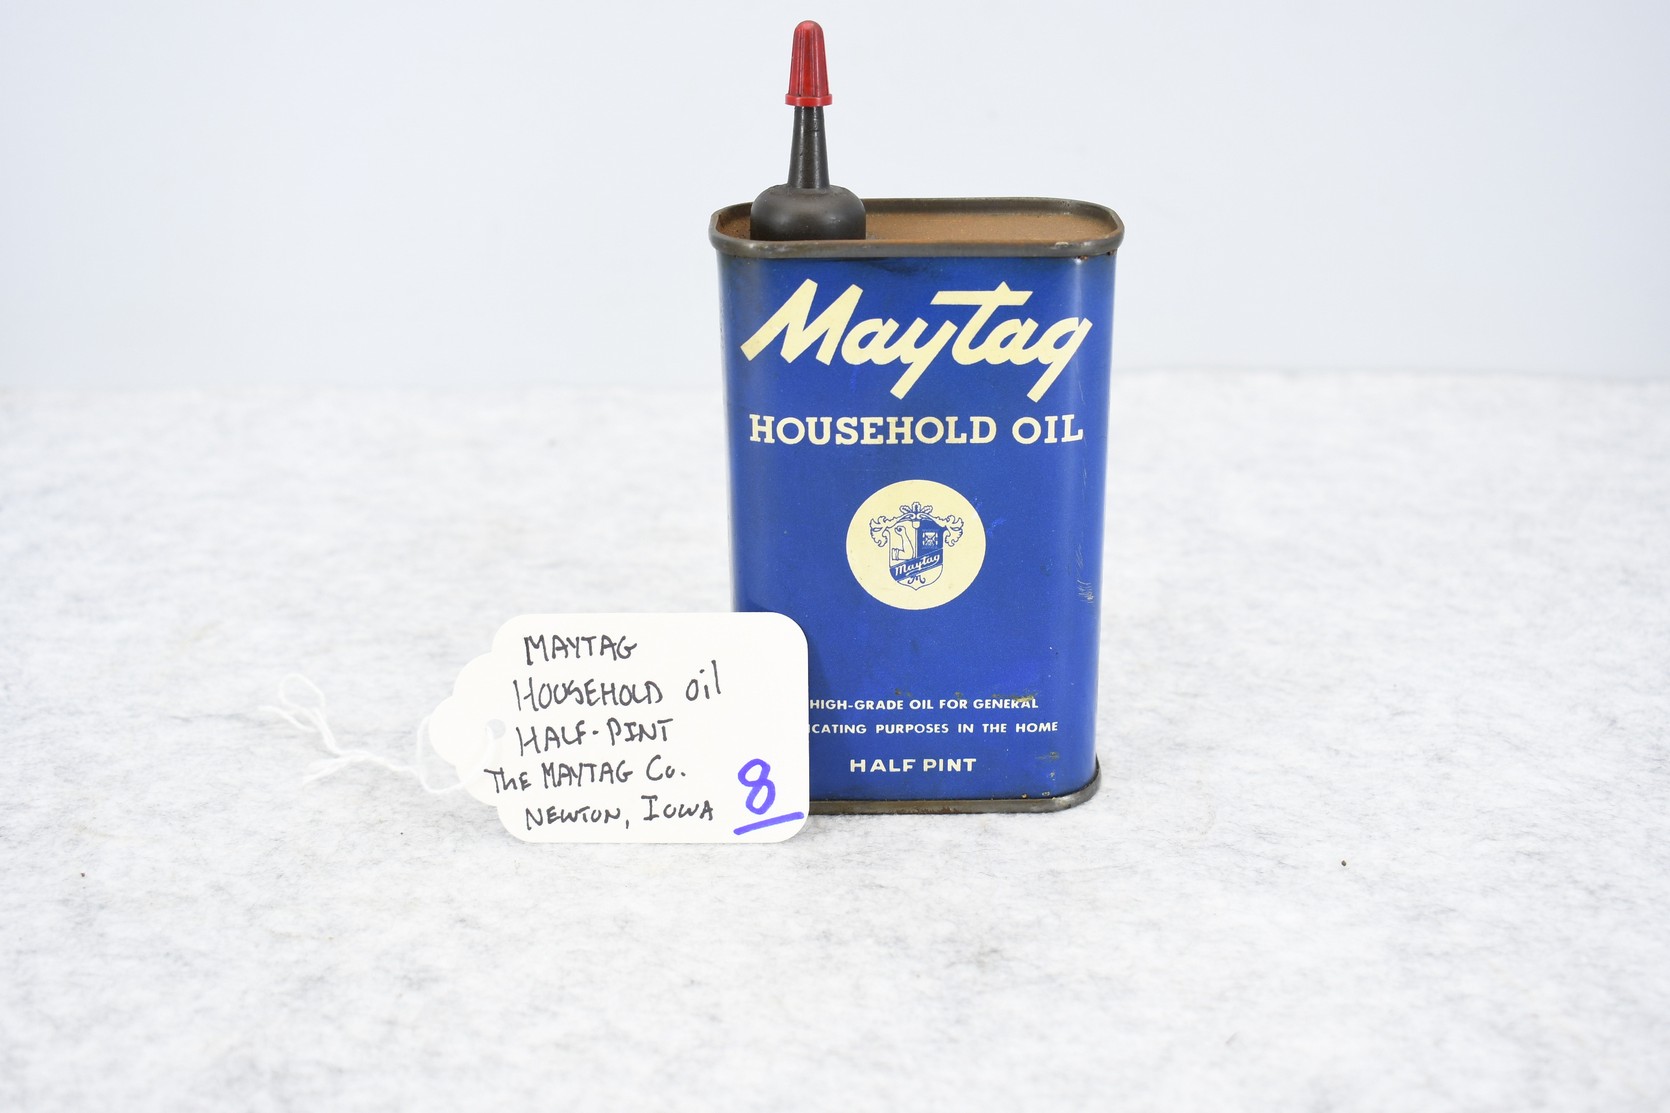 Maytag
HOUSEHOLD OIL
Maytag
HIGH-GRADE OIL FOR GENERAL
PURPOSES IN THE HOME
HALF PINT
MAYTAG
HOUSEHOLD Oil
HALF-PINT
The MAYTAG Co.
NEWTON, IOWA
8